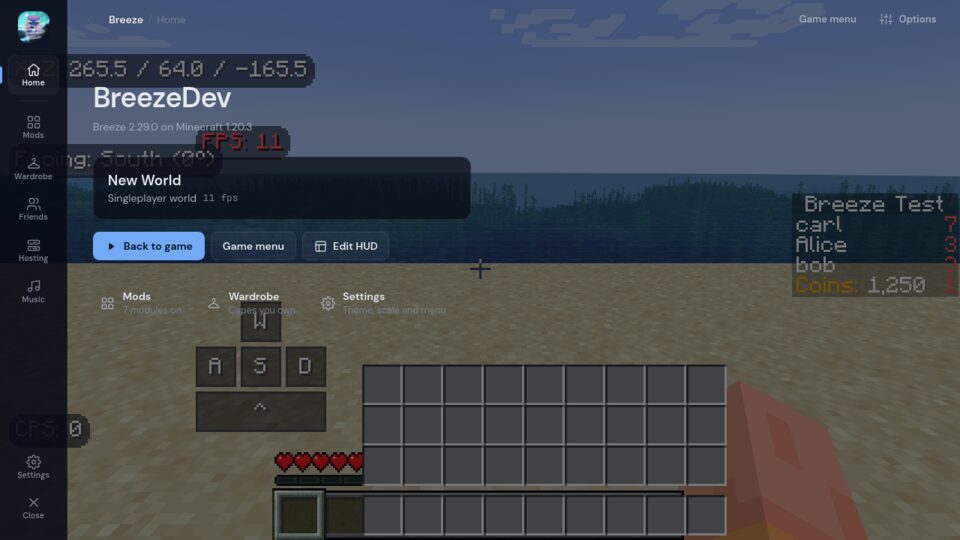 Breeze / Home
Game menu
Options
XYZ: 265.5 / 64.0 / -165.5
Home
BreezeDev
Breeze 2.29.0 on Minecraft 1.20.3
FPS: 11
Mods
Facing: South (0°)
Wardrobe
New World
Singleplayer world 11 fps
Friends
Breeze Test
carl 7
Alice 3
bob
Coins: 1,250
Hosting
Back to game
Game menu
Edit HUD
Music
Mods
7 modules on
Wardrobe
Capes you own
Settings
Theme, scale and menu
W
A S D
^
CPS: 0
Settings
Close